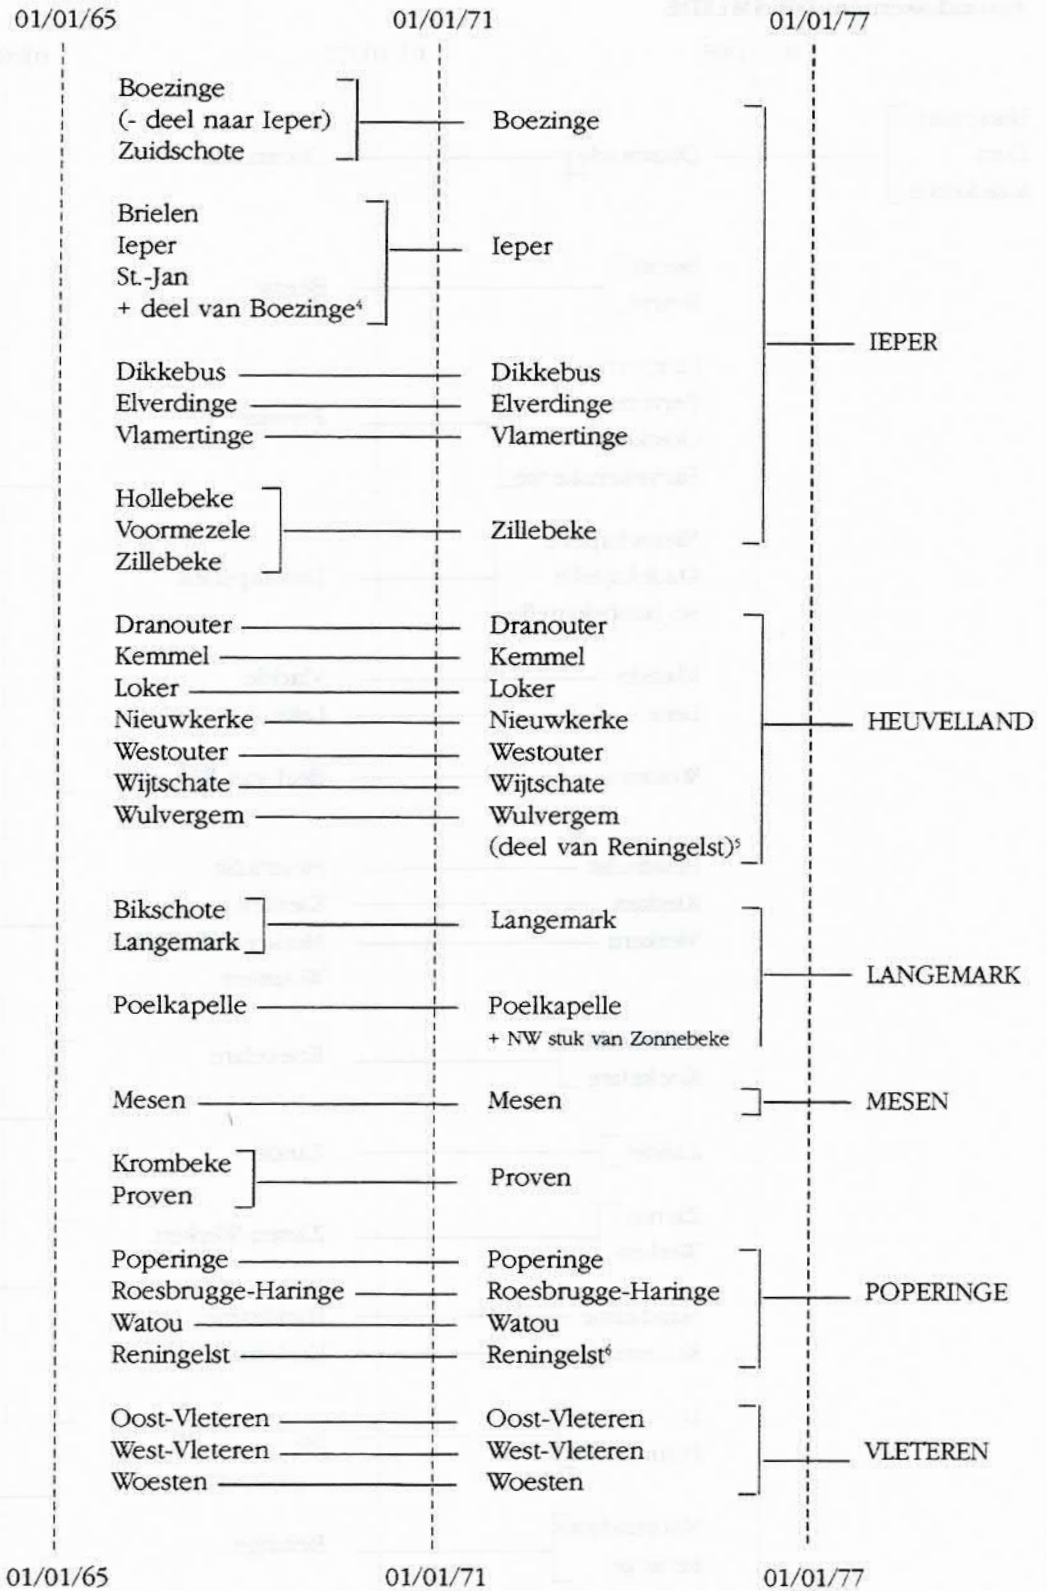 01/01/65 01/01/71 01/01/77
Boezinge
(- deel naar Ieper)
Zuidschote
Boezinge
Brielen
Ieper
St.-Jan
+ deel van Boezinge⁴
Ieper
Dikkebus Dikkebus
Elverdinge Elverdinge
Vlamertinge Vlamertinge
Hollebeke
Voormezele
Zillebeke
Zillebeke
IEPER
Dranouter Dranouter
Kemmel Kemmel
Loker Loker
Nieuwkerke Nieuwkerke
Westouter Westouter
Wijtschate Wijtschate
Wulvergem Wulvergem
(deel van Reningelst)⁵
HEUVELLAND
Bikschote
Langemark
Langemark
Poelkapelle Poelkapelle
+ NW stuk van Zonnebeke
LANGEMARK
Mesen Mesen MESEN
Krombeke
Proven
Proven
Poperinge Poperinge
Roesbrugge-Haringe Roesbrugge-Haringe
Watou Watou
Reningelst Reningelst⁶
POPERINGE
Oost-Vleteren Oost-Vleteren
West-Vleteren West-Vleteren
Woesten Woesten
VLETEREN
01/01/65 01/01/71 01/01/77